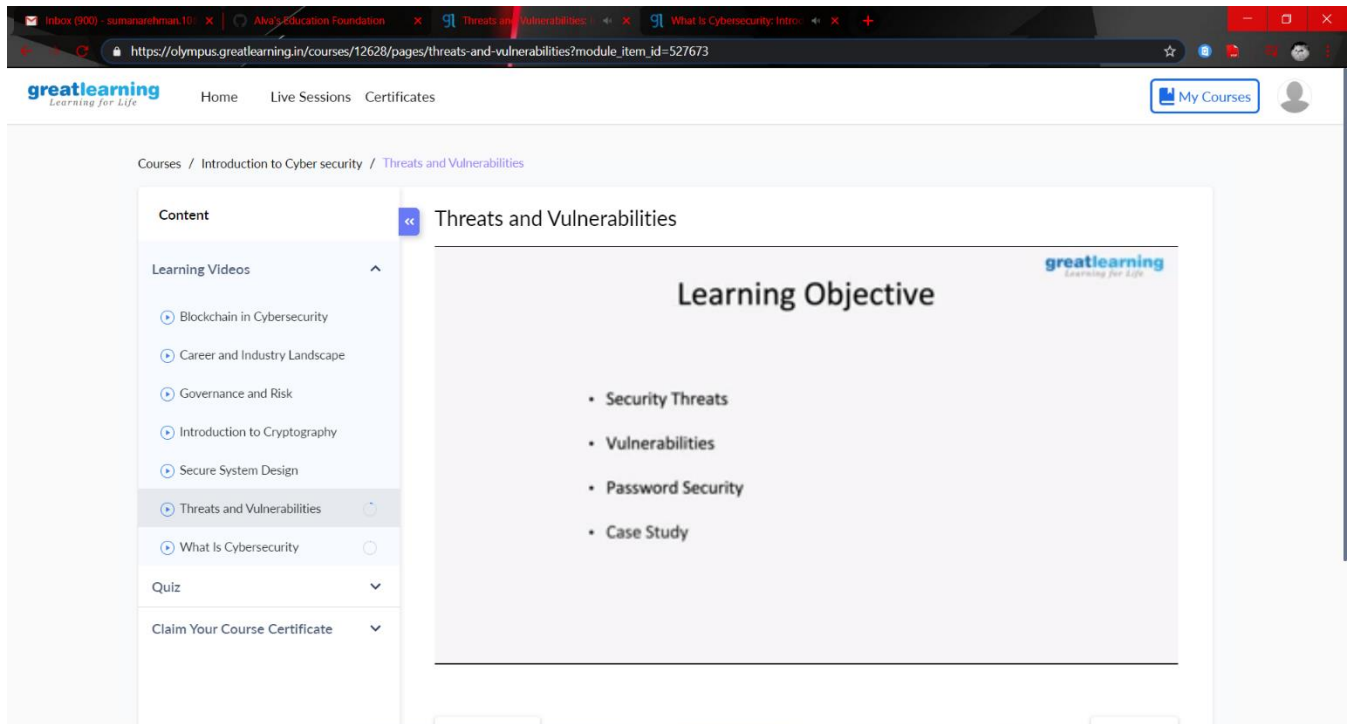 Inbox (900) - sumanarehman.10
Alva's Education Foundation
Threats and Vulnerabilities:
What Is Cybersecurity: Introd
https://olympus.greatlearning.in/courses/12628/pages/threats-and-vulnerabilities?module_item_id=527673
greatlearning
Learning for Life
Home
Live Sessions
Certificates
My Courses
Courses / Introduction to Cyber security / Threats and Vulnerabilities
Content
Learning Videos
Blockchain in Cybersecurity
Career and Industry Landscape
Governance and Risk
Introduction to Cryptography
Secure System Design
Threats and Vulnerabilities
What Is Cybersecurity
Quiz
Claim Your Course Certificate
Threats and Vulnerabilities
greatlearning
Learning for Life
Learning Objective
• Security Threats
• Vulnerabilities
• Password Security
• Case Study